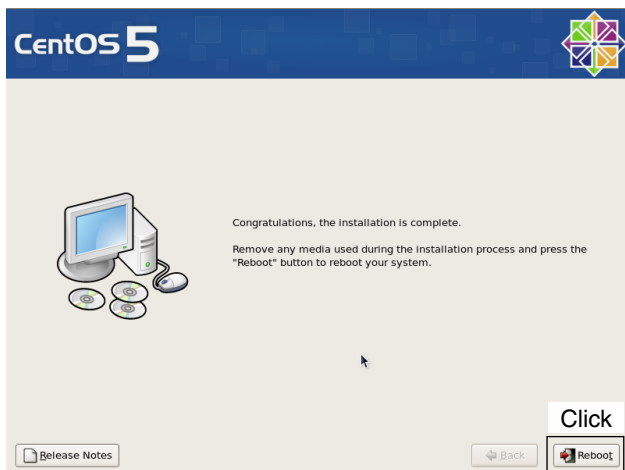 CentOS 5
Congratulations, the installation is complete.
Remove any media used during the installation process and press the
"Reboot" button to reboot your system.
Click
Release Notes
Back
Reboot